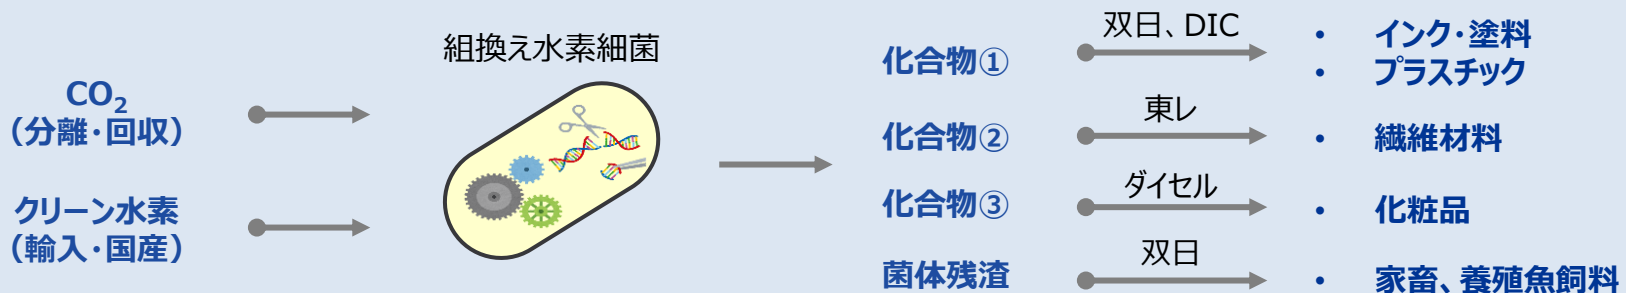 CO₂
（分離・回収）
クリーン水素
（輸入・国産）
組換え水素細菌
化合物①
双日、DIC
• インク・塗料
• プラスチック
化合物②
東レ
• 繊維材料
化合物③
ダイセル
• 化粧品
菌体残渣
双日
• 家畜、養殖魚飼料